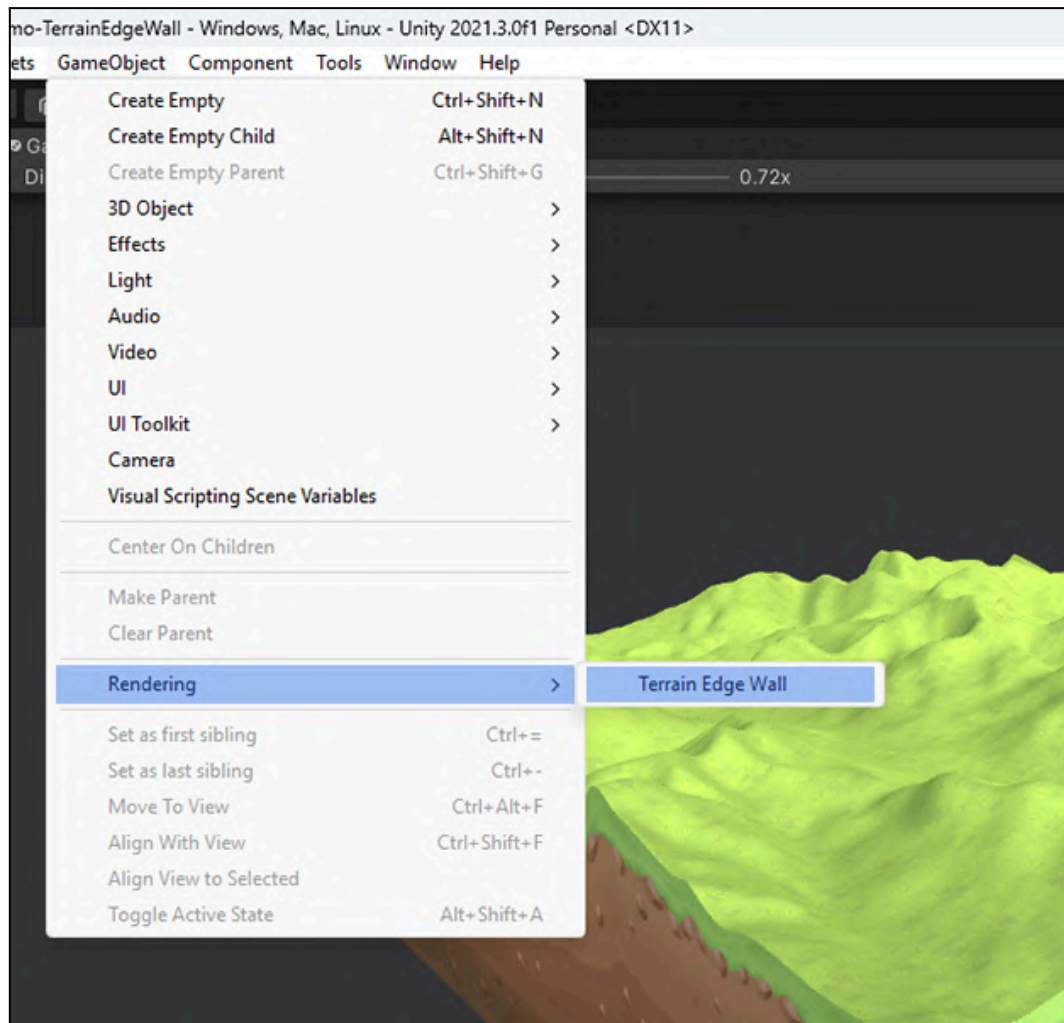 mo-TerrainEdgeWall - Windows, Mac, Linux - Unity 2021.3.0f1 Personal <DX11>
ets GameObject Component Tools Window Help
Create Empty Ctrl+Shift+N
Create Empty Child Alt+Shift+N
Ga
Create Empty Parent Ctrl+Shift+G
Di 0.72x
3D Object >
Effects >
Light >
Audio >
Video >
UI >
UI Toolkit >
Camera
Visual Scripting Scene Variables
Center On Children
Make Parent
Clear Parent
Rendering > Terrain Edge Wall
Set as first sibling Ctrl+=
Set as last sibling Ctrl+-
Move To View Ctrl+Alt+F
Align With View Ctrl+Shift+F
Align View to Selected
Toggle Active State Alt+Shift+A